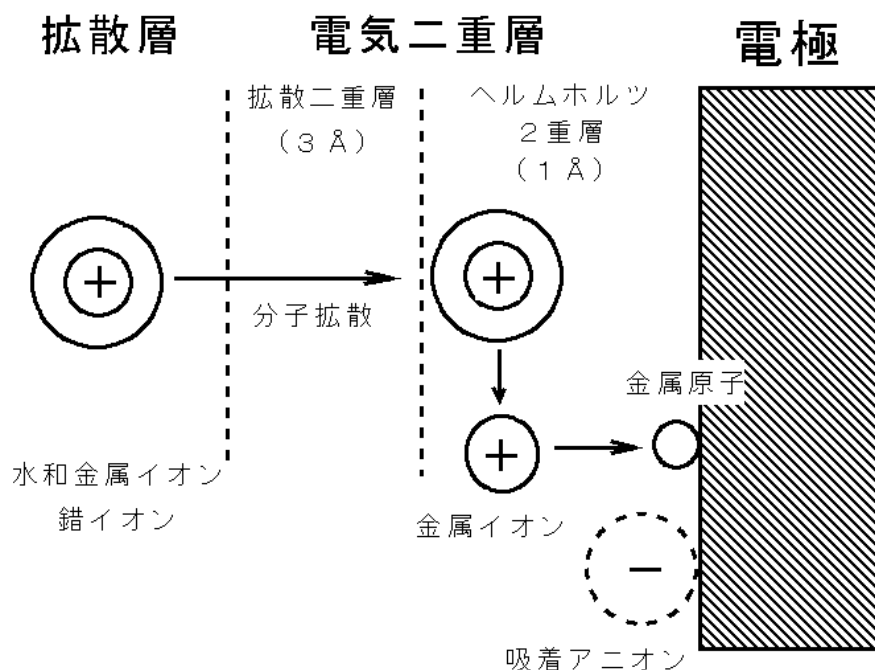 拡散層
電気二重層
電極
拡散二重層
(3Å)
ヘルムホルツ
2重層
(1Å)
+
+
分子拡散
金属原子
+
水和金属イオン
錯イオン
金属イオン
−
吸着アニオン